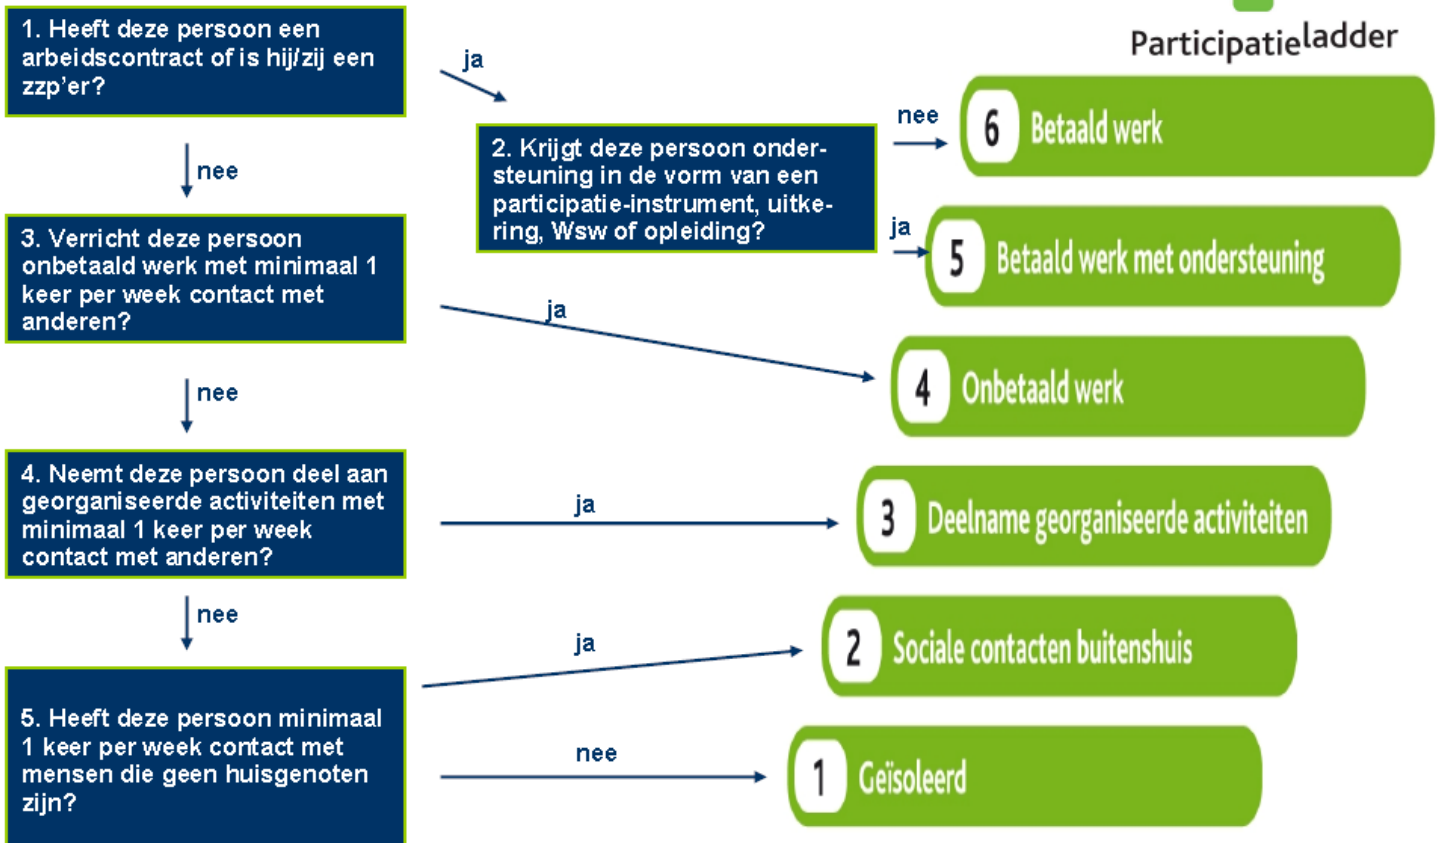 1. Heeft deze persoon een
arbeidscontract of is hij/zij een
zzp'er?
ja
nee
2. Krijgt deze persoon onder-
steuning in de vorm van een
participatie-instrument, uitke-
ring, Wsw of opleiding?
nee
ja
3. Verricht deze persoon
onbetaald werk met minimaal 1
keer per week contact met
anderen?
ja
nee
4. Neemt deze persoon deel aan
georganiseerde activiteiten met
minimaal 1 keer per week
contact met anderen?
ja
nee
5. Heeft deze persoon minimaal
1 keer per week contact met
mensen die geen huisgenoten
zijn?
ja
nee
Participatieladder
6 Betaald werk
5 Betaald werk met ondersteuning
4 Onbetaald werk
3 Deelname georganiseerde activiteiten
2 Sociale contacten buitenshuis
1 Geïsoleerd